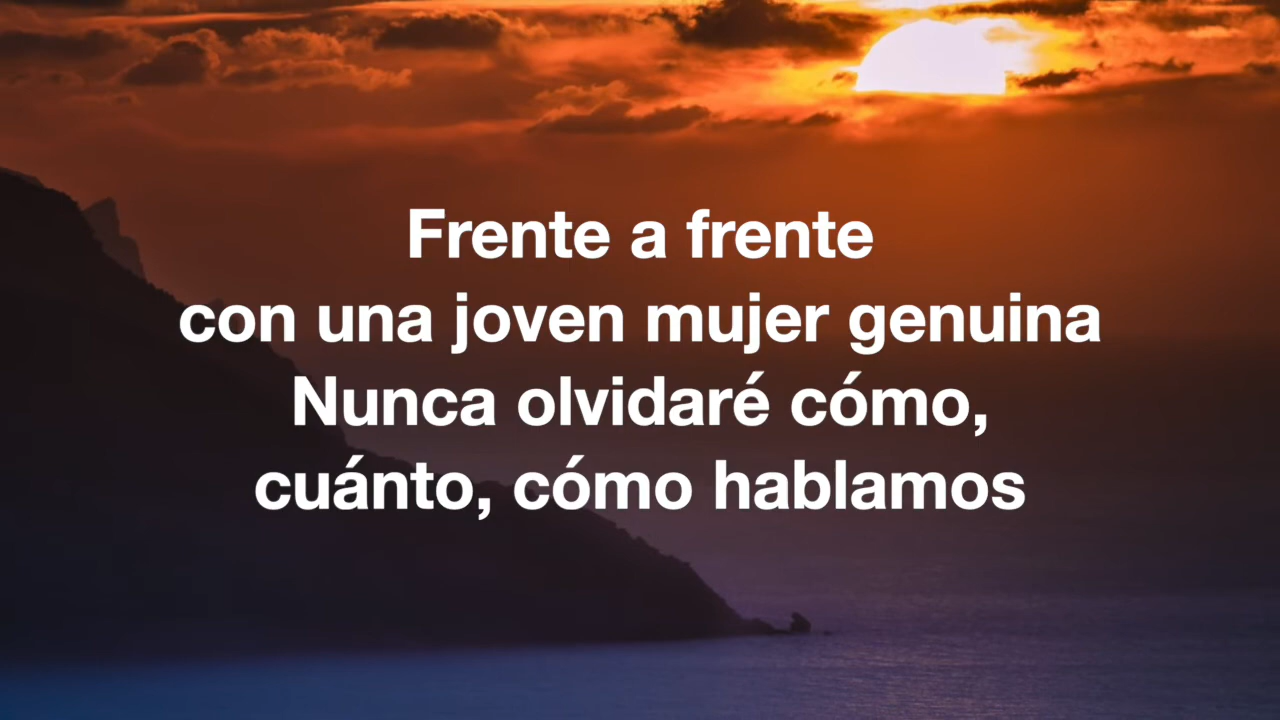 Frente a frente
con una joven mujer genuina
Nunca olvidaré cómo,
cuánto, cómo hablamos